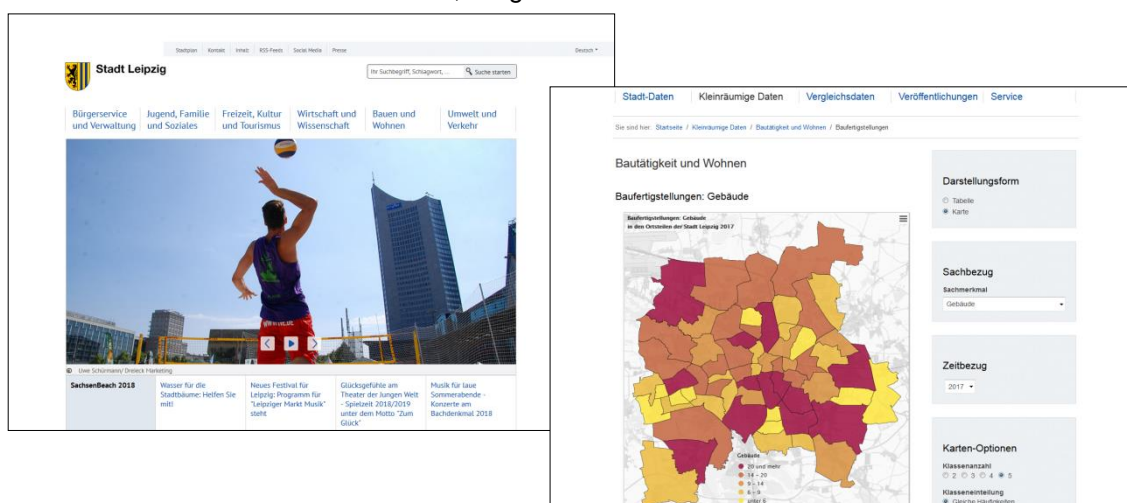 Stadtplan Kontakt Inhalt RSS-Feeds Social Media Presse Deutsch
Stadt Leipzig
Ihr Suchbegriff, Schlagwort, ... Suche starten
Bürgerservice und Verwaltung
Jugend, Familie und Soziales
Freizeit, Kultur und Tourismus
Wirtschaft und Wissenschaft
Bauen und Wohnen
Umwelt und Verkehr
© Uwe Schürmann/ Dreieck Marketing
SachsenBeach 2018
Wasser für die
Stadtbäume: Helfen Sie
mit!
Neues Festival für
Leipzig: Programm für
"Leipziger Markt Musik"
steht
Glücksgefühle am
Theater der Jungen Welt
- Spielzeit 2018/2019
unter dem Motto "Zum
Glück"
Musik für laue
Sommerabende -
Konzerte am
Bachdenkmal 2018
Stadt-Daten Kleinräumige Daten Vergleichsdaten Veröffentlichungen Service
Sie sind hier: Startseite / Kleinräumige Daten / Bautätigkeit und Wohnen / Baufertigstellungen
Bautätigkeit und Wohnen
Baufertigstellungen: Gebäude
Baufertigstellungen: Gebäude
in den Ortsteilen der Stadt Leipzig 2017
Gebäude
20 und mehr
14 - 20
9 - 14
6 - 9
unter 6
Darstellungsform
Tabelle
Karte
Sachbezug
Sachmerkmal
Gebäude
Zeitbezug
2017
Karten-Optionen
Klassenanzahl
2 3 4 5
Klasseneinteilung
Gleiche Häufigkeiten